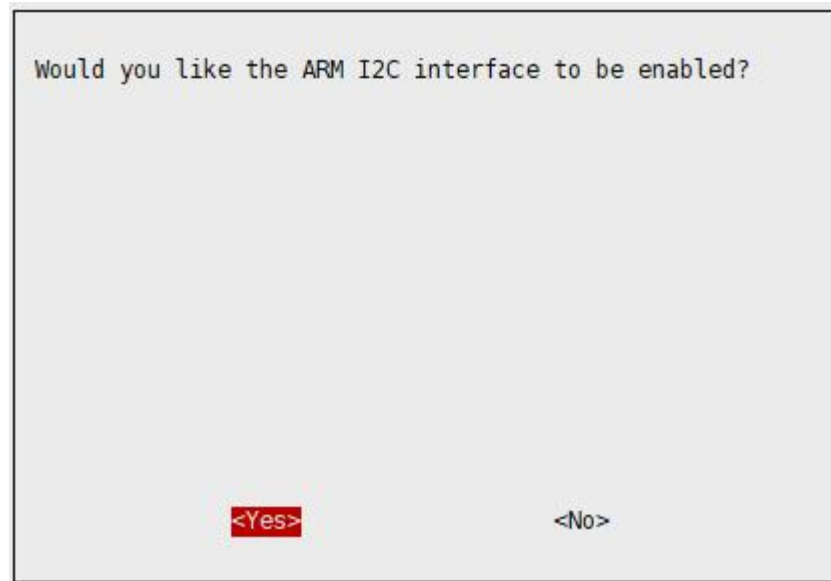 Would you like the ARM I2C interface to be enabled?
<Yes> <No>